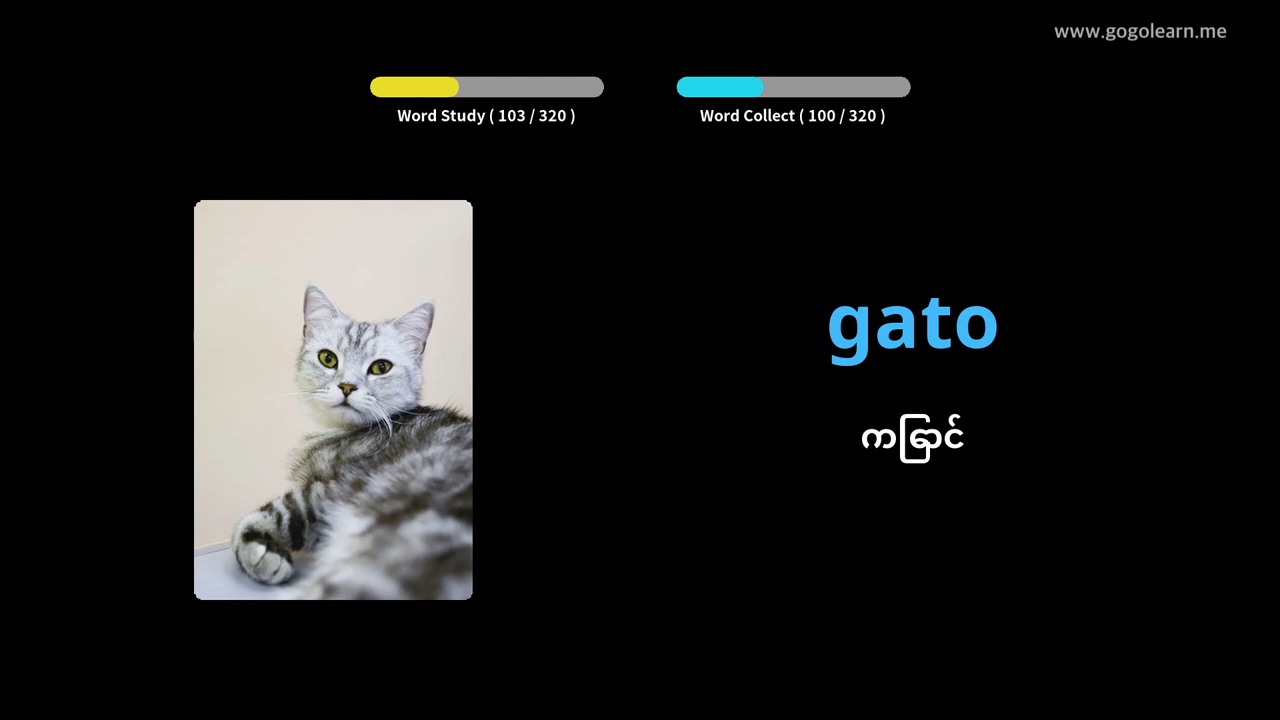 www.gogolearn.me
Word Study ( 103 / 320 )
Word Collect ( 100 / 320 )
gato
ကြောင်